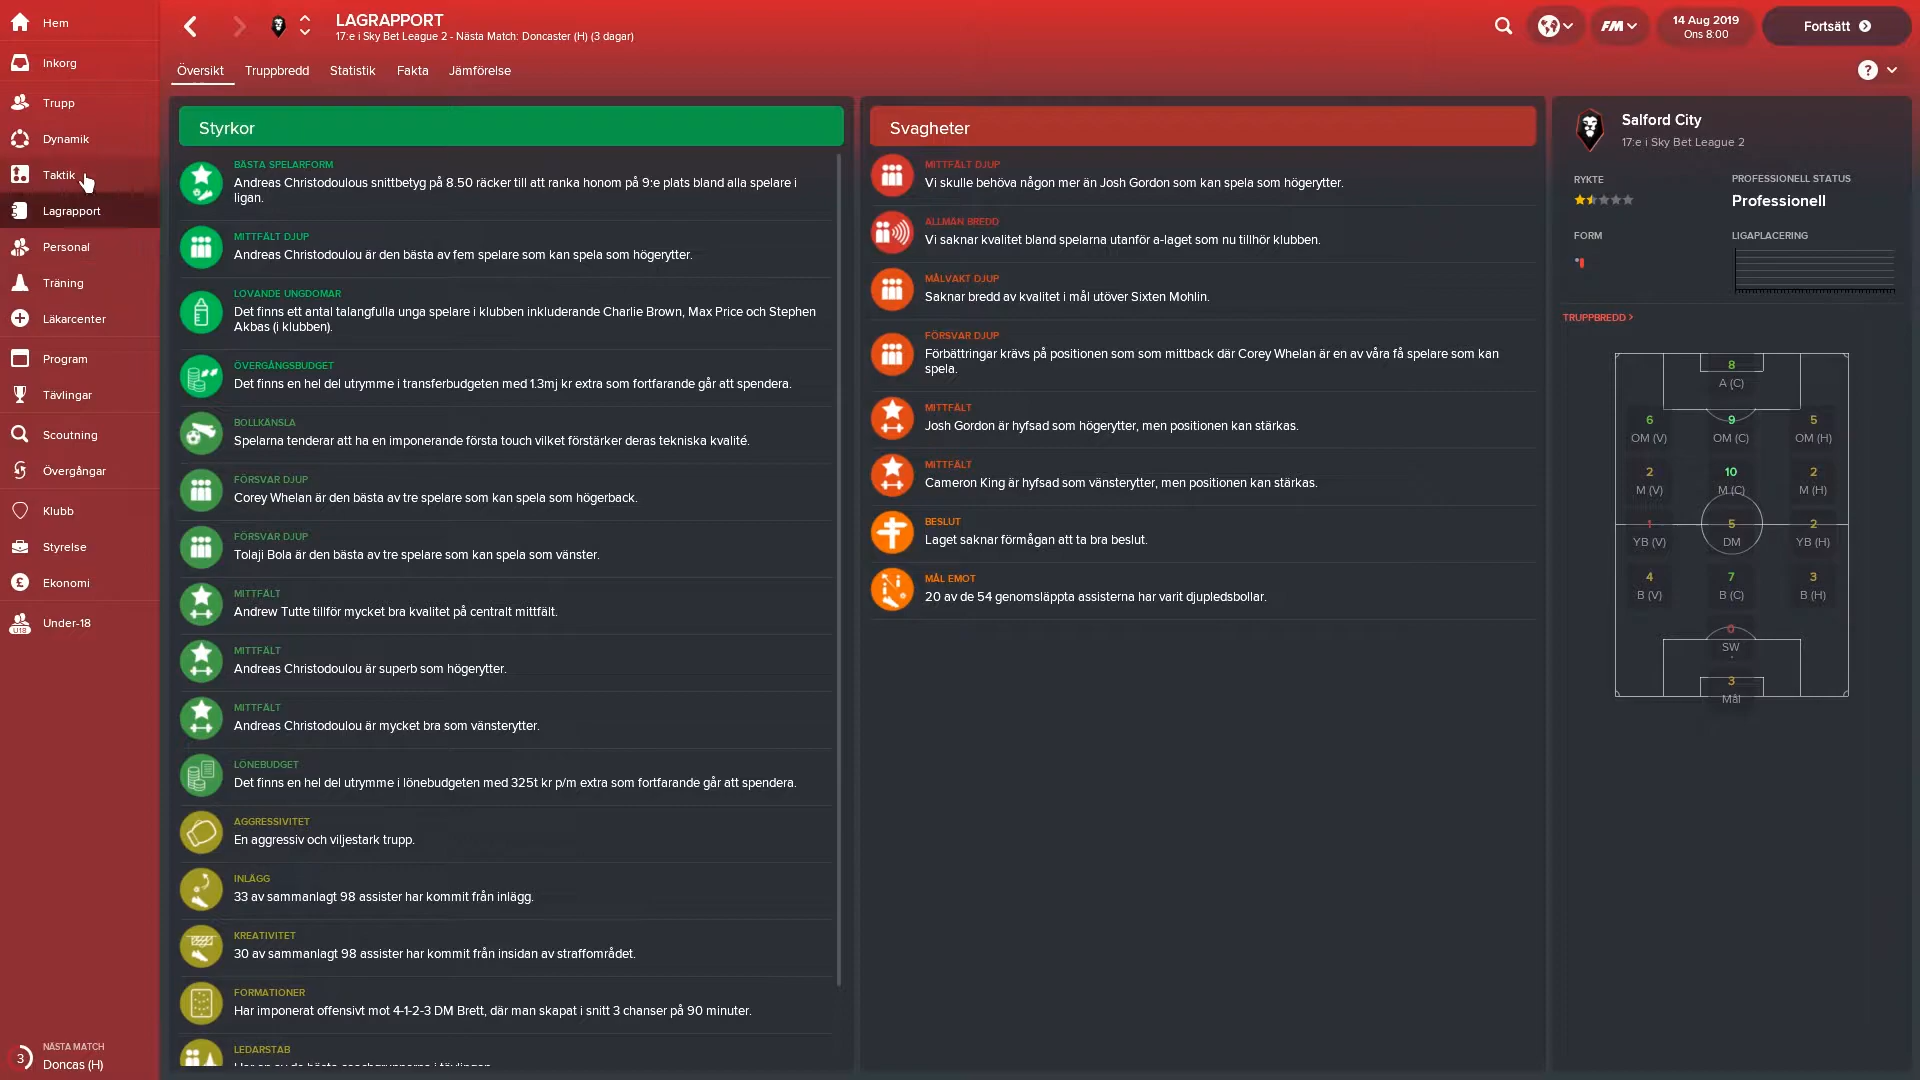 Hem
Inkorg
Trupp
Dynamik
Taktik
Lagrapport
Personal
Träning
Läkarcenter
Program
Tävlingar
Scoutning
Övergångar
Klubb
Styrelse
Ekonomi
U18
Under-18
3
NÄSTA MATCH
Doncas (H)
LAGRAPPORT
17:e i Sky Bet League 2 - Nästa Match: Doncaster (H) (3 dagar)
FM
14 Aug 2019
Ons 8:00
Fortsätt
Översikt
Truppbredd
Statistik
Fakta
Jämförelse
?
Styrkor
BÄSTA SPELARFORM
Andreas Christodoulous snittbetyg på 8.50 räcker till att ranka honom på 9:e plats bland alla spelare i
ligan.
MITTFÄLT DJUP
Andreas Christodoulou är den bästa av fem spelare som kan spela som högerytter.
LOVANDE UNGDOMAR
Det finns ett antal talangfulla unga spelare i klubben inkluderande Charlie Brown, Max Price och Stephen
Akbas (i klubben).
ÖVERGÅNGSBUDGET
Det finns en hel del utrymme i transferbudgeten med 1.3mj kr extra som fortfarande går att spendera.
BOLLKÄNSLA
Spelarna tenderar att ha en imponerande första touch vilket förstärker deras tekniska kvalité.
FÖRSVAR DJUP
Corey Whelan är den bästa av tre spelare som kan spela som högerback.
FÖRSVAR DJUP
Tolaji Bola är den bästa av tre spelare som kan spela som vänster.
MITTFÄLT
Andrew Tutte tillför mycket bra kvalitet på centralt mittfält.
MITTFÄLT
Andreas Christodoulou är superb som högerytter.
MITTFÄLT
Andreas Christodoulou är mycket bra som vänsterytter.
LÖNEBUDGET
Det finns en hel del utrymme i lönebudgeten med 325t kr p/m extra som fortfarande går att spendera.
AGGRESSIVITET
En aggressiv och viljestark trupp.
INLÄGG
33 av sammanlagt 98 assister har kommit från inlägg.
KREATIVITET
30 av sammanlagt 98 assister har kommit från insidan av straffområdet.
FORMATIONER
Har imponerat offensivt mot 4-1-2-3 DM Brett, där man skapat i snitt 3 chanser på 90 minuter.
LEDARSTAB
Svagheter
MITTFÄLT DJUP
Vi skulle behöva någon mer än Josh Gordon som kan spela som högerytter.
ALLMÄN BREDD
Vi saknar kvalitet bland spelarna utanför a-laget som nu tillhör klubben.
MÅLVAKT DJUP
Saknar bredd av kvalitet i mål utöver Sixten Mohlin.
FÖRSVAR DJUP
Förbättringar krävs på positionen som som mittback där Corey Whelan är en av våra få spelare som kan
spela.
MITTFÄLT
Josh Gordon är hyfsad som högerytter, men positionen kan stärkas.
MITTFÄLT
Cameron King är hyfsad som vänsterytter, men positionen kan stärkas.
BESLUT
Laget saknar förmågan att ta bra beslut.
MÅL EMOT
20 av de 54 genomsläppta assisterna har varit djupledsbollar.
Salford City
17:e i Sky Bet League 2
RYKTE
PROFESSIONELL STATUS
Professionell
FORM
LIGAPLACERING
TRUPPBREDD >
8
A (C)
6 9 5
OM (V) OM (C) OM (H)
2 10 2
M (V) M (C) M (H)
1 5 2
YB (V) DM YB (H)
4 7 3
B (V) B (C) B (H)
0
SW
3
Mål